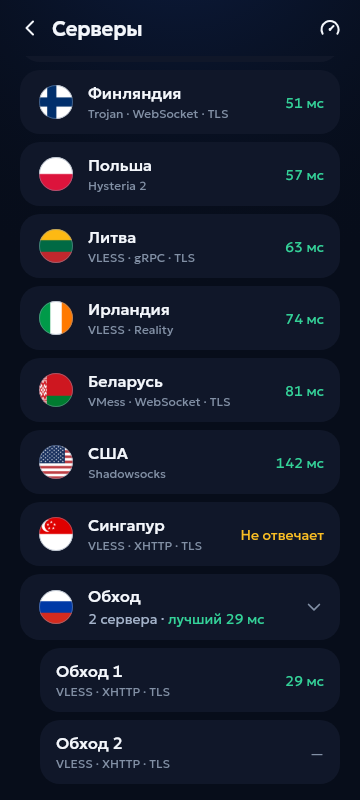 Серверы
Финляндия
51 мс
Trojan · WebSocket · TLS
Польша
57 мс
Hysteria 2
Литва
63 мс
VLESS · gRPC · TLS
Ирландия
74 мс
VLESS · Reality
Беларусь
81 мс
VMess · WebSocket · TLS
США
142 мс
Shadowsocks
Сингапур
Не отвечает
VLESS · XHTTP · TLS
Обход
2 сервера · лучший 29 мс
Обход 1
29 мс
VLESS · XHTTP · TLS
Обход 2
—
VLESS · XHTTP · TLS